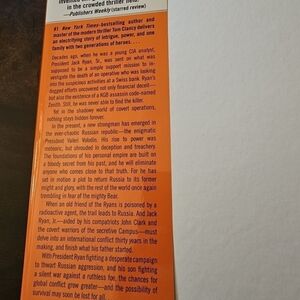 in the crowded thriller field."
—Publishers Weekly (starred review)
#1 New York Times–bestselling author and
master of the modern thriller Tom Clancy delivers
an electrifying story of intrigue, power, and one
family with two generations of heroes. . . .
Decades ago, when he was a young CIA analyst,
President Jack Ryan, Sr., was sent on what was
supposed to be a simple support mission to in-
vestigate the death of an operative who was looking
into the suspicious activities at a Swiss bank. Ryan's
dogged efforts uncovered not only financial deceit—
but also the existence of a KGB assassin code-named
Zenith. Still, he was never able to find the killer.
Yet in the shadowy world of covert operations,
nothing stays hidden forever.
In the present, a new strongman has emerged in
the ever-chaotic Russian republic—the enigmatic
President Valeri Volodin. His rise to power was
meteoric, but shrouded in deception and treachery.
The foundations of his personal empire are built on
a bloody secret from his past, and he will eliminate
anyone who comes close to that truth. For he has
set in motion a plot to return Russia to its former
might and glory, with the rest of the world once again
trembling in fear of the mighty Bear.
When an old friend of the Ryans is poisoned by a
radioactive agent, the trail leads to Russia. And Jack
Ryan, Jr.—aided by his compatriots John Clark and
the covert warriors of the secretive Campus—must
delve into an international conflict thirty years in the
making, and finish what his father started.
With President Ryan fighting a desperate campaign
to thwart Russian aggression, and his son fighting
a silent war against a ruthless foe, the chances for
global conflict grow greater—and the possibility of
survival may soon be lost for all.